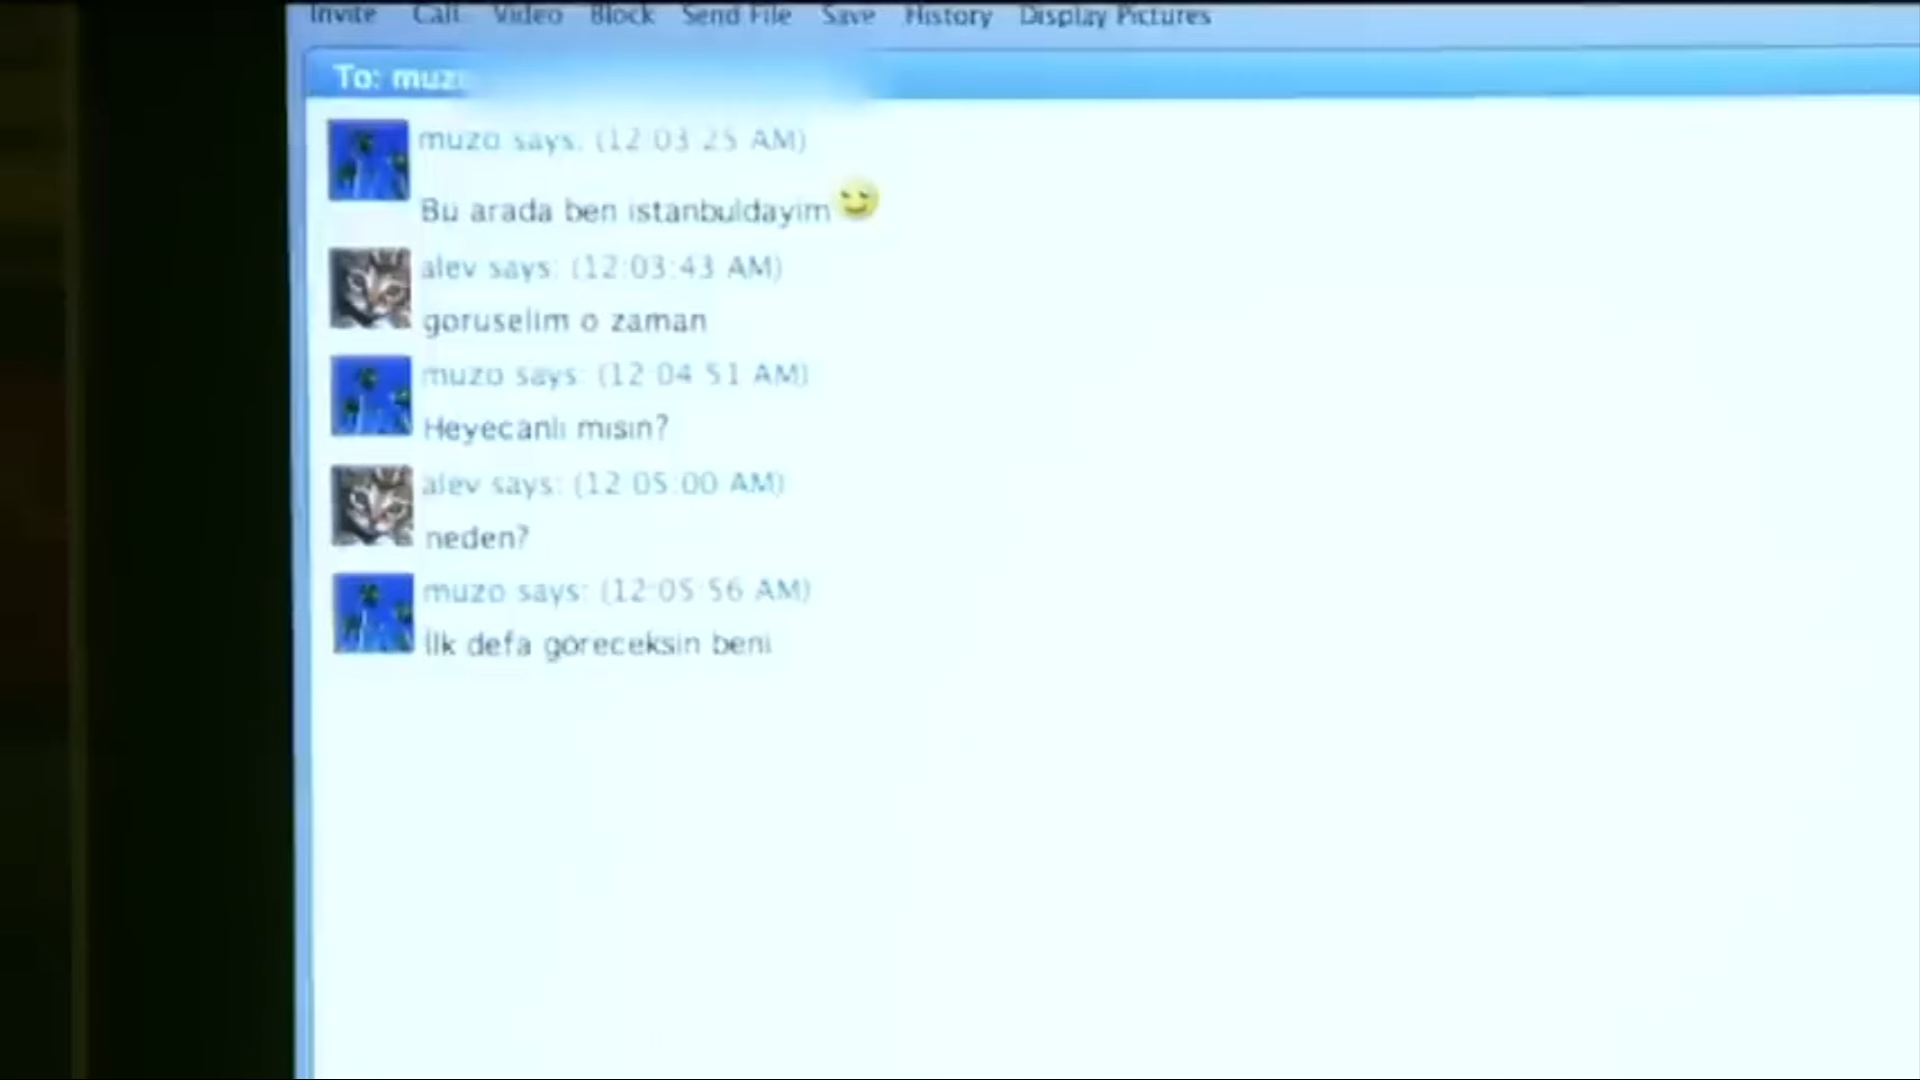 Invite Call Video Block Send File Save History Display Pictures
To: muzo
muzo says: (12:03:25 AM)
Bu arada ben istanbuldayim
alev says: (12:03:43 AM)
goruselim o zaman
muzo says: (12:04:51 AM)
Heyecanlı mısın?
alev says: (12:05:00 AM)
neden?
muzo says: (12:05:56 AM)
İlk defa göreceksin beni